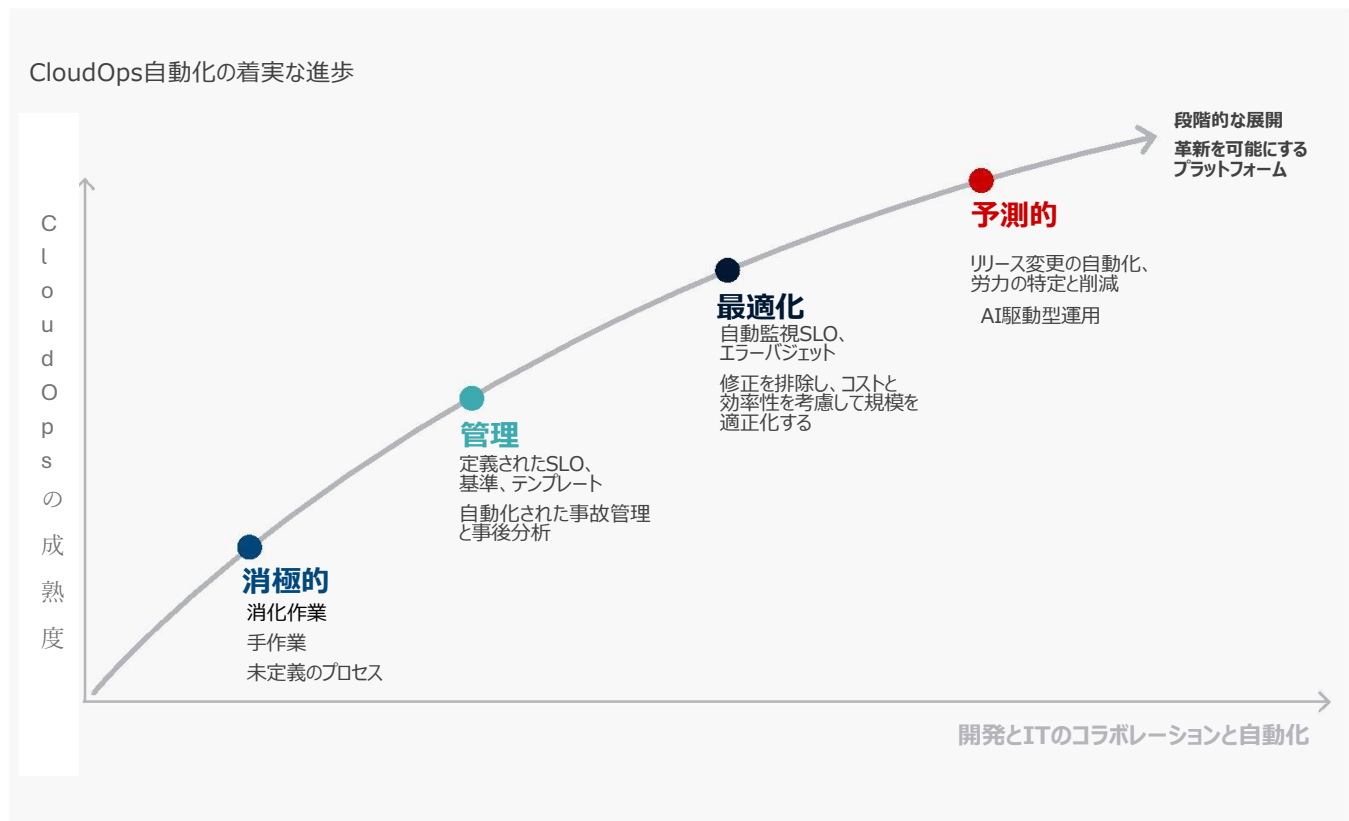 CloudOps自動化の着実な進歩
段階的な展開
革新を可能にする
プラットフォーム
CloudOpsの成熟度
予測的
リリース変更の自動化、
労力の特定と削減
AI駆動型運用
最適化
自動監視SLO、
エラーバジェット
修正を排除し、コストと
効率性を考慮して規模を
適正化する
管理
定義されたSLO、
基準、テンプレート
自動化された事故管理
と事後分析
消極的
消化作業
手作業
未定義のプロセス
開発とITのコラボレーションと自動化